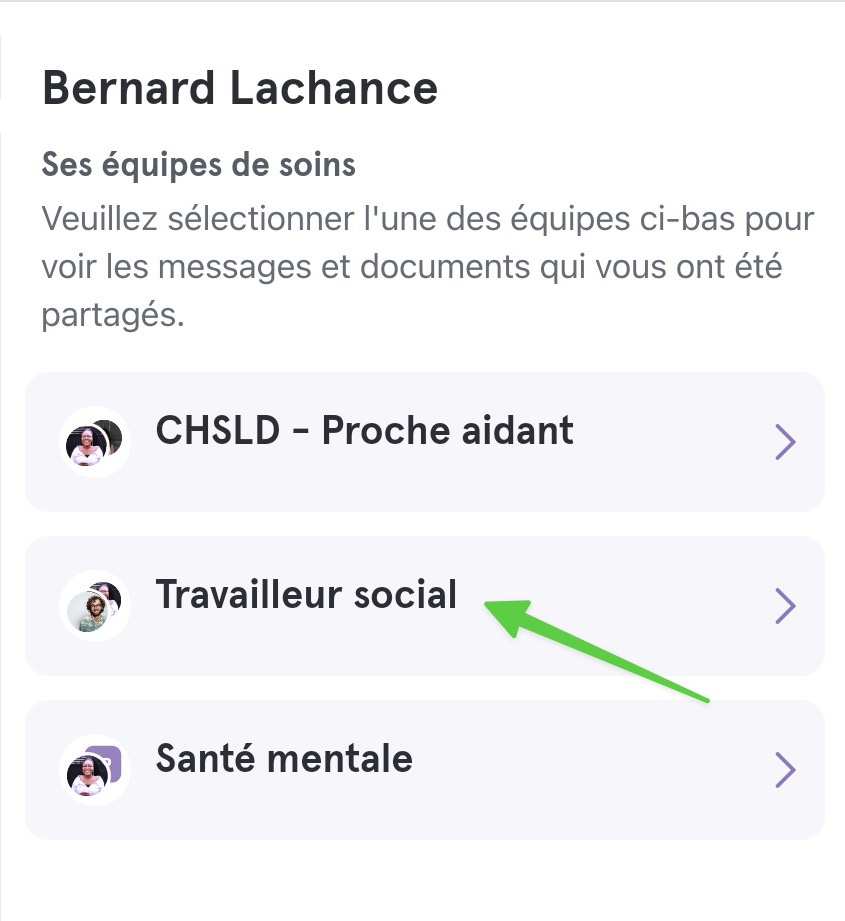 Bernard Lachance
Ses équipes de soins
Veuillez sélectionner l'une des équipes ci-bas pour
voir les messages et documents qui vous ont été
partagés.
CHSLD - Proche aidant
Travailleur social
Santé mentale